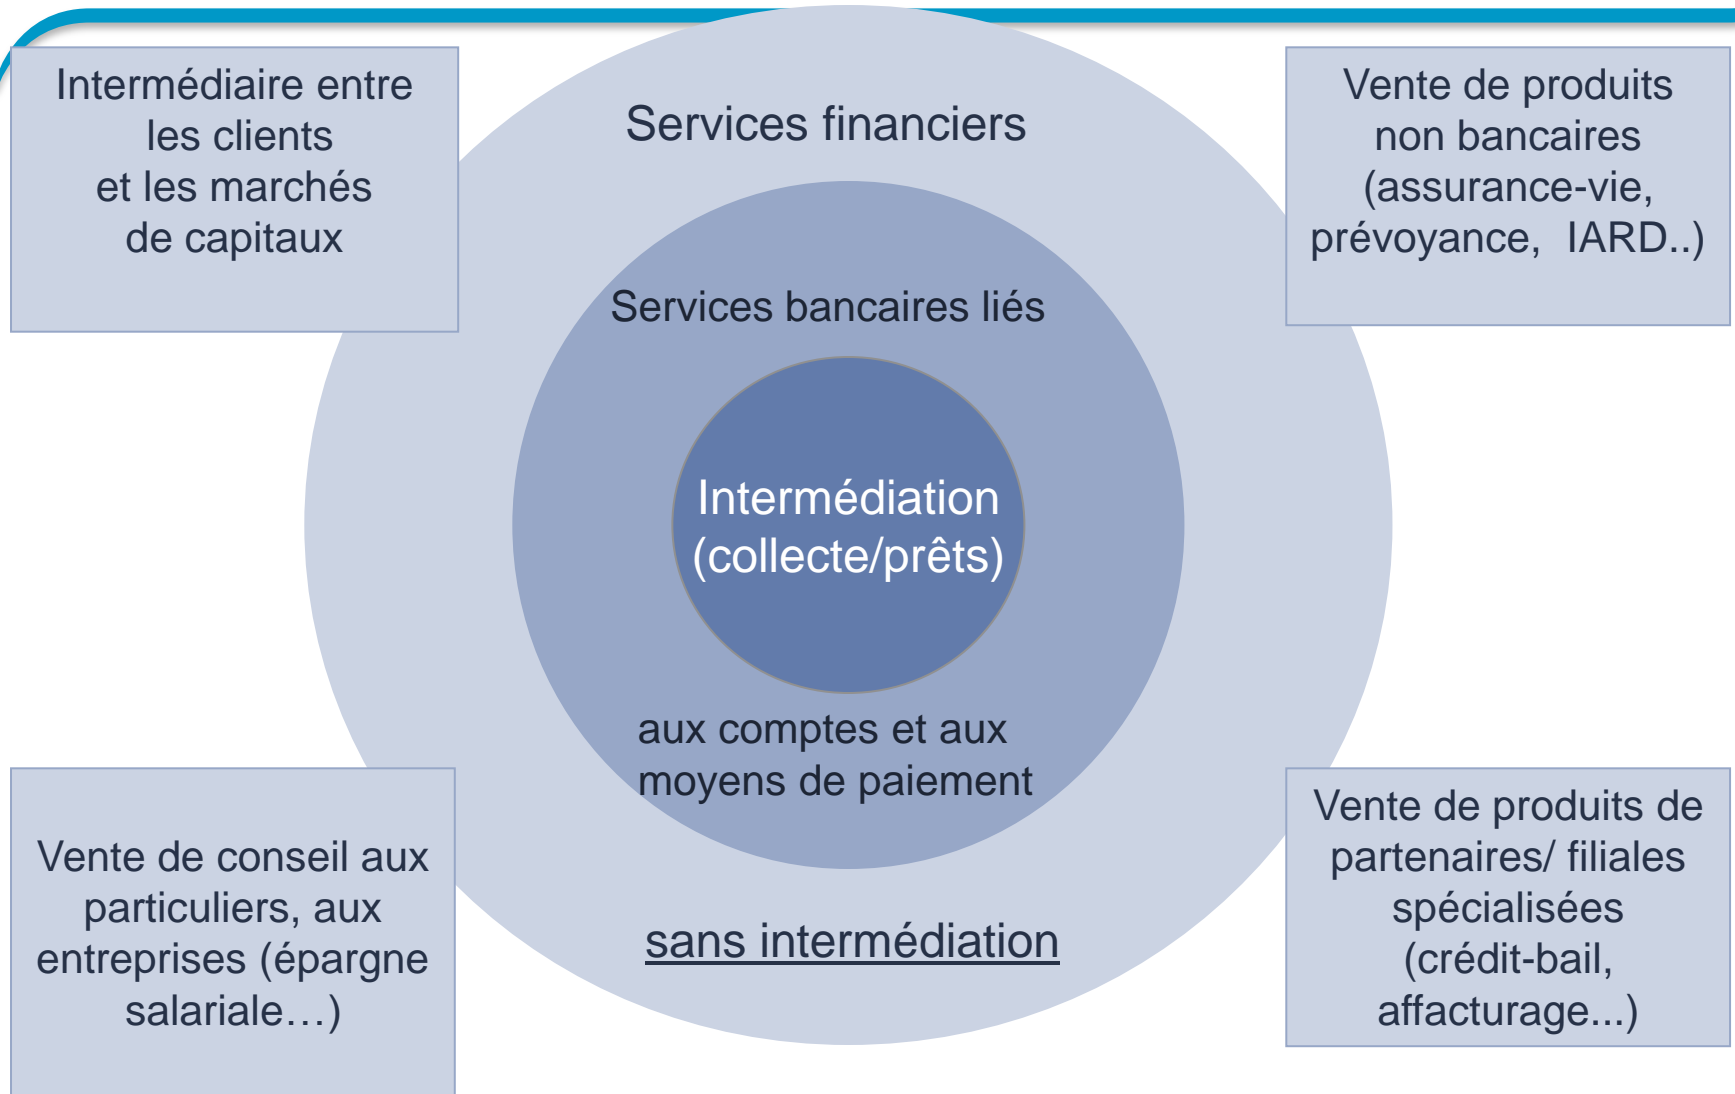 Intermédiaire entre
les clients
et les marchés
de capitaux
Services financiers
Vente de produits
non bancaires
(assurance-vie,
prévoyance, IARD..)
Services bancaires liés
Intermédiation
(collecte/prêts)
aux comptes et aux
moyens de paiement
sans intermédiation
Vente de conseil aux
particuliers, aux
entreprises (épargne
salariale…)
Vente de produits de
partenaires/ filiales
spécialisées
(crédit-bail,
affacturage...)